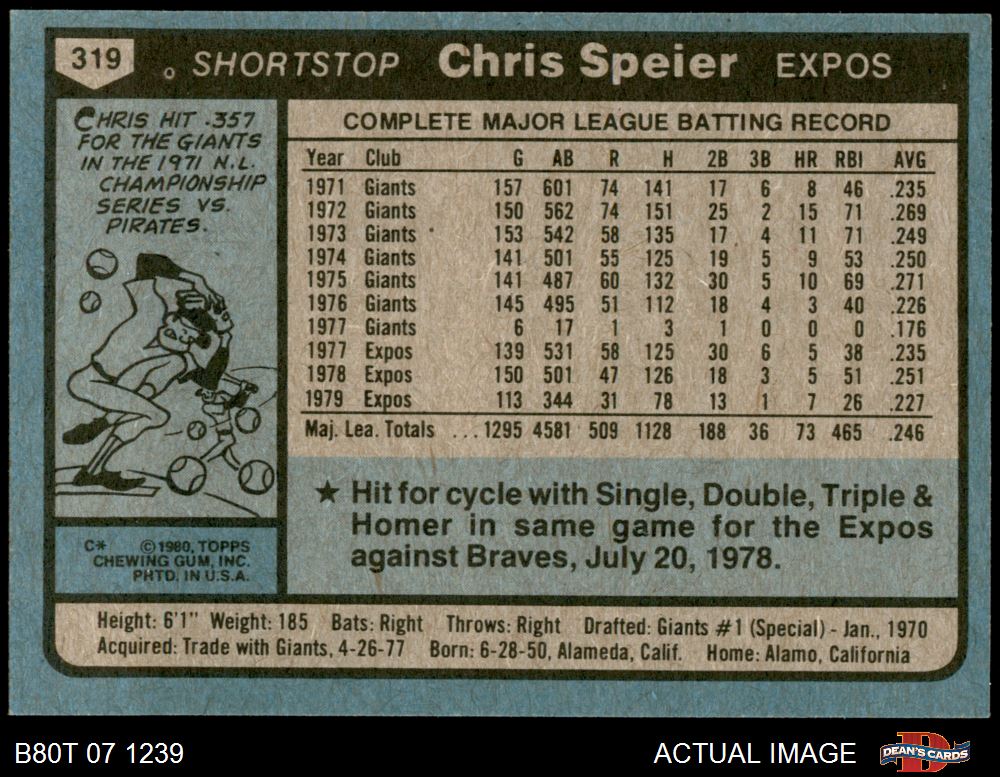 319
SHORTSTOP Chris Speier EXPOS
CHRIS HIT .357
FOR THE GIANTS
IN THE 1971 N.L.
CHAMPIONSHIP
SERIES VS.
PIRATES.
COMPLETE MAJOR LEAGUE BATTING RECORD
Year Club G AB R H 2B 3B HR RBI AVG
1971 Giants 157 601 74 141 17 6 8 46 .235
1972 Giants 150 562 74 151 25 2 15 71 .269
1973 Giants 153 542 58 135 17 4 11 71 .249
1974 Giants 141 501 55 125 19 5 9 53 .250
1975 Giants 141 487 60 132 30 5 10 69 .271
1976 Giants 145 495 51 112 18 4 3 40 .226
1977 Giants 6 17 1 3 1 0 0 0 .176
1977 Expos 139 531 58 125 30 6 5 38 .235
1978 Expos 150 501 47 126 18 3 5 51 .251
1979 Expos 113 344 31 78 13 1 7 26 .227
Maj. Lea. Totals ... 1295 4581 509 1128 188 36 73 465 .246
★ Hit for cycle with Single, Double, Triple &
Homer in same game for the Expos
against Braves, July 20, 1978.
C* ©1980, TOPPS
CHEWING GUM, INC.
PHTD. IN U.S.A.
Height: 6'1" Weight: 185 Bats: Right Throws: Right Drafted: Giants #1 (Special) - Jan., 1970
Acquired: Trade with Giants, 4-26-77 Born: 6-28-50, Alameda, Calif. Home: Alamo, California
B80T 07 1239
ACTUAL IMAGE
DEAN'S CARDS